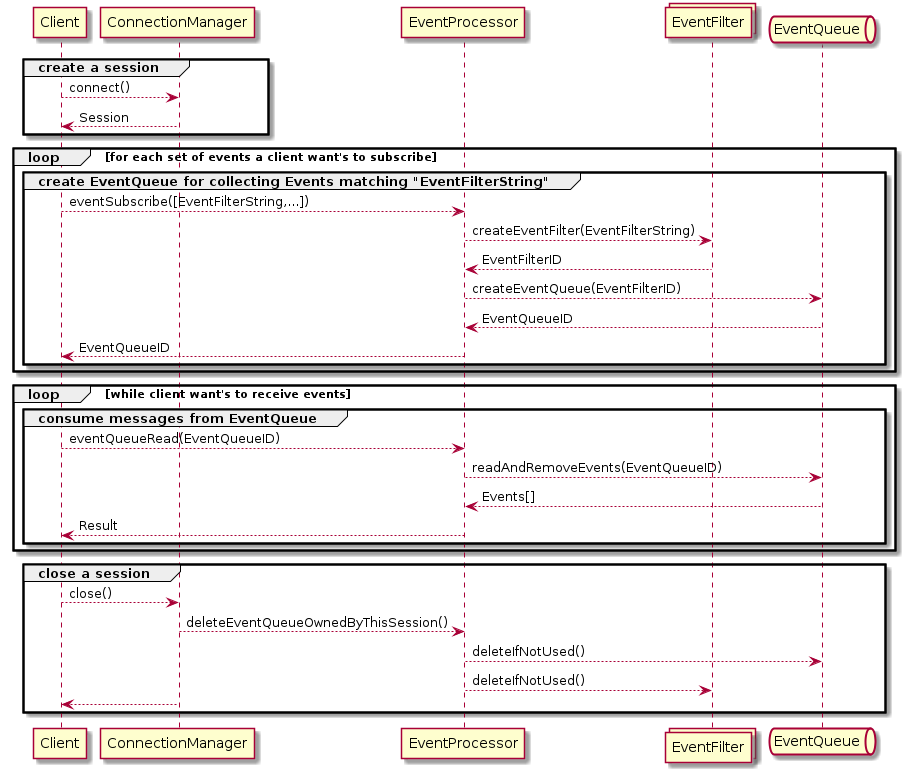 Client ConnectionManager EventProcessor EventFilter EventQueue
create a session
connect()
Session
loop [for each set of events a client want's to subscribe]
create EventQueue for collecting Events matching "EventFilterString"
eventSubscribe([EventFilterString,...])
createEventFilter(EventFilterString)
EventFilterID
createEventQueue(EventFilterID)
EventQueueID
EventQueueID
loop [while client want's to receive events]
consume messages from EventQueue
eventQueueRead(EventQueueID)
readAndRemoveEvents(EventQueueID)
Events[]
Result
close a session
close()
deleteEventQueueOwnedByThisSession()
deleteIfNotUsed()
deleteIfNotUsed()
Client ConnectionManager EventProcessor EventFilter EventQueue